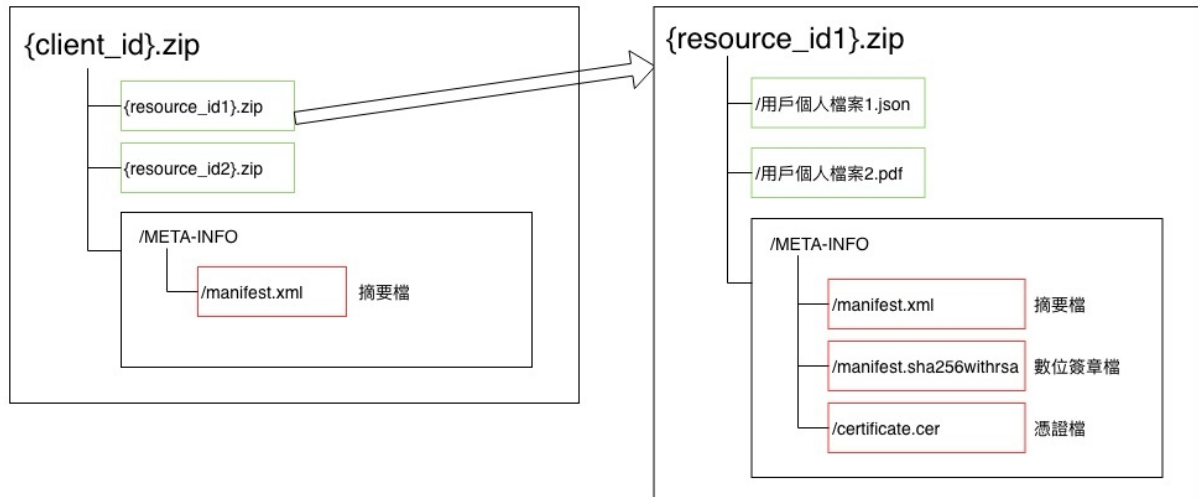 {client_id}.zip
{resource_id1}.zip
{resource_id2}.zip
/META-INFO
/manifest.xml 摘要檔
{resource_id1}.zip
/用戶個人檔案1.json
/用戶個人檔案2.pdf
/META-INFO
/manifest.xml 摘要檔
/manifest.sha256withrsa 數位簽章檔
/certificate.cer 憑證檔